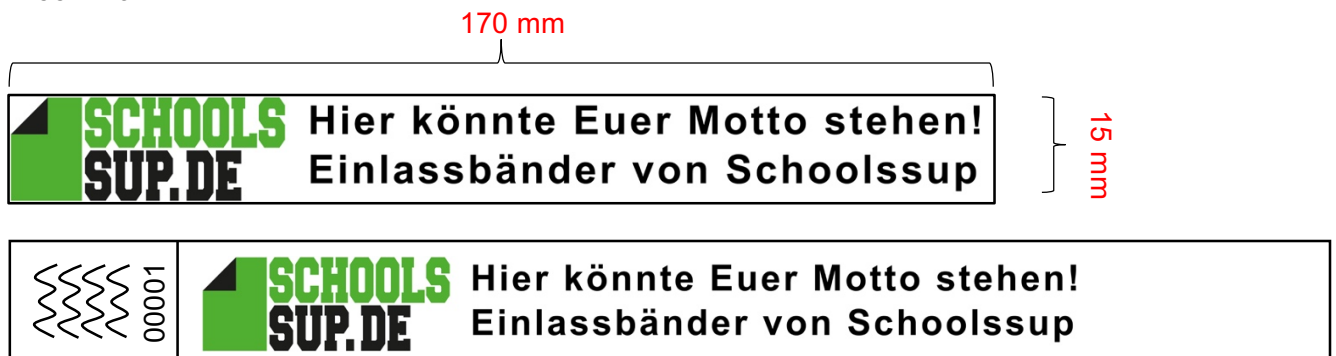 170 mm
SCHOOLS
SUP.DE
Hier könnte Euer Motto stehen!
Einlassbänder von Schoolssup
15 mm
00001
SCHOOLS
SUP.DE
Hier könnte Euer Motto stehen!
Einlassbänder von Schoolssup